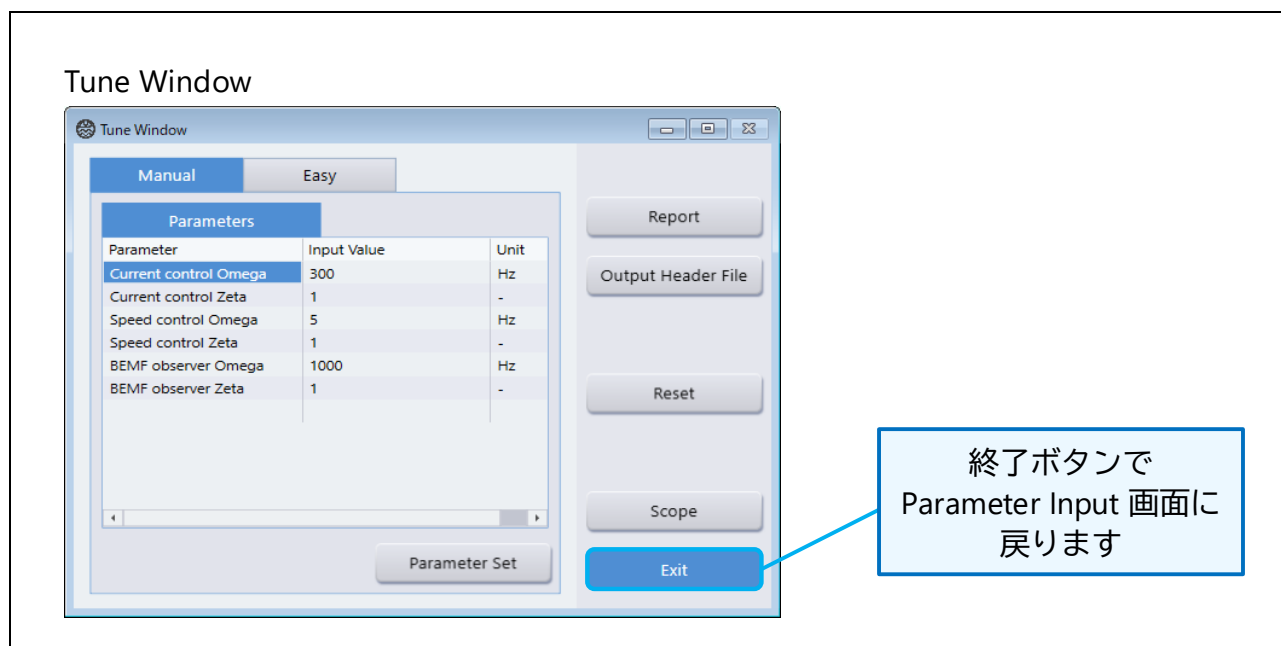 Tune Window
Tune Window
Manual Easy
Parameters
Parameter Input Value Unit
Current control Omega 300 Hz
Current control Zeta 1 -
Speed control Omega 5 Hz
Speed control Zeta 1 -
BEMF observer Omega 1000 Hz
BEMF observer Zeta 1 -
Parameter Set
Report
Output Header File
Reset
Scope
Exit
終了ボタンで
Parameter Input 画面に
戻ります